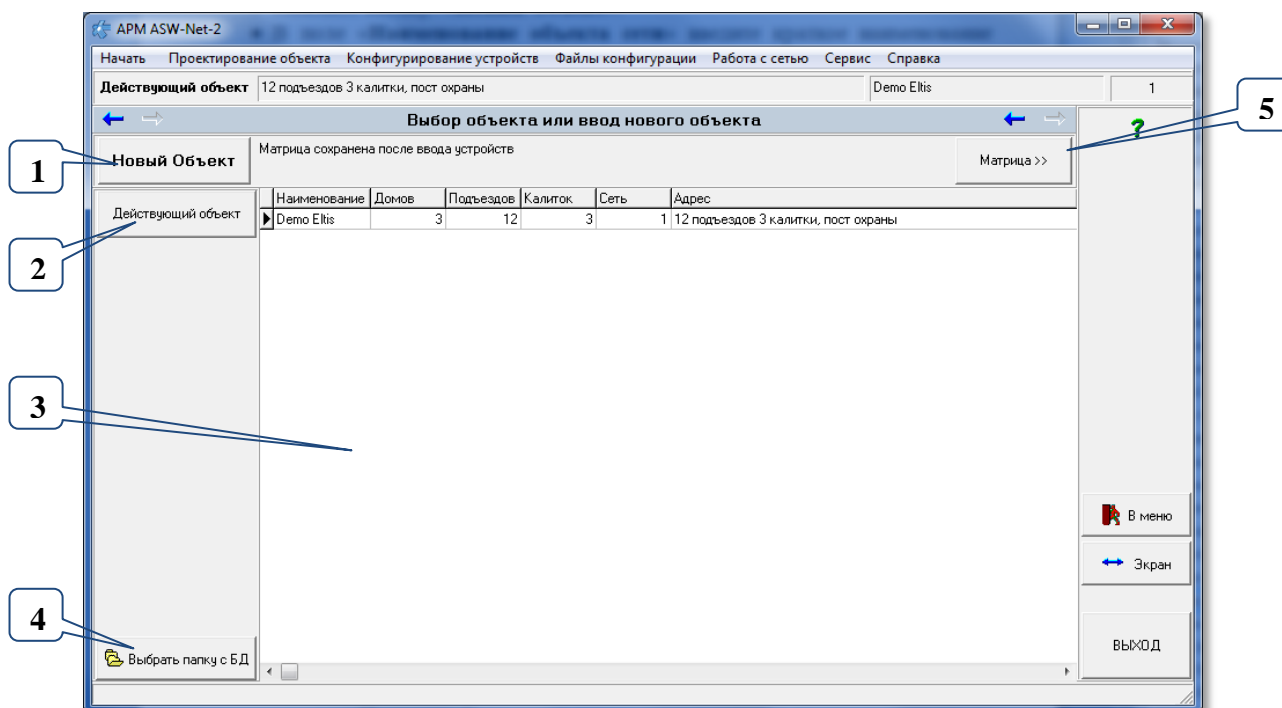 АРМ ASW-Net-2
Начать Проектирование объекта Конфигурирование устройств Файлы конфигурации Работа с сетью Сервис Справка
Действующий объект 12 подъездов 3 калитки, пост охраны Demo Eltis 1
Выбор объекта или ввод нового объекта
?
5
1
Новый Объект
Матрица сохранена после ввода устройств
Матрица >>
2
Действующий объект
Наименование Домов Подъездов Калиток Сеть Адрес
Demo Eltis 3 12 3 1 12 подъездов 3 калитки, пост охраны
3
В меню
Экран
4
Выбрать папку с БД
ВЫХОД